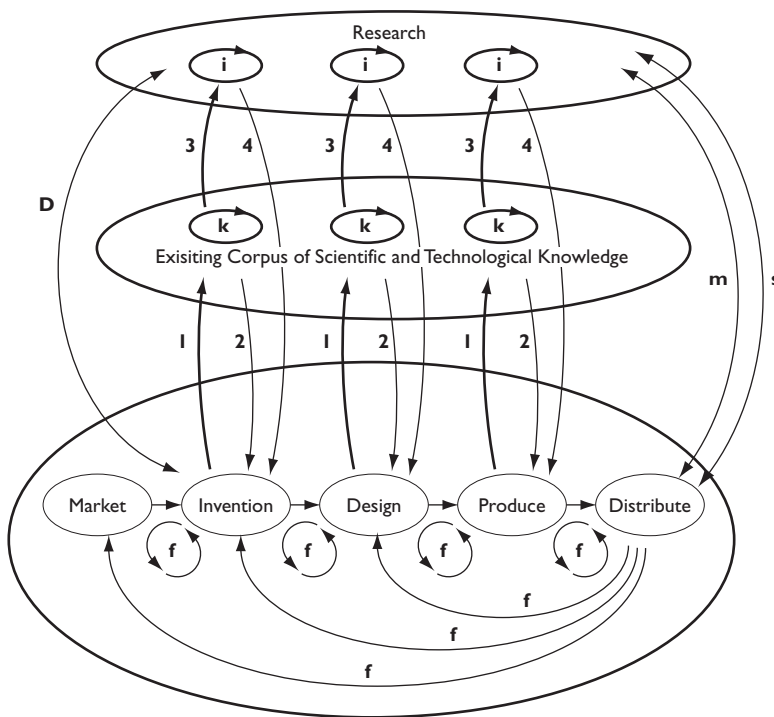 Research
i i i
3 4 3 4 3 4
D
k k k
Exisiting Corpus of Scientific and Technological Knowledge
m s
1 2 1 2 1 2
Market Invention Design Produce Distribute
f f f f
f
f
f